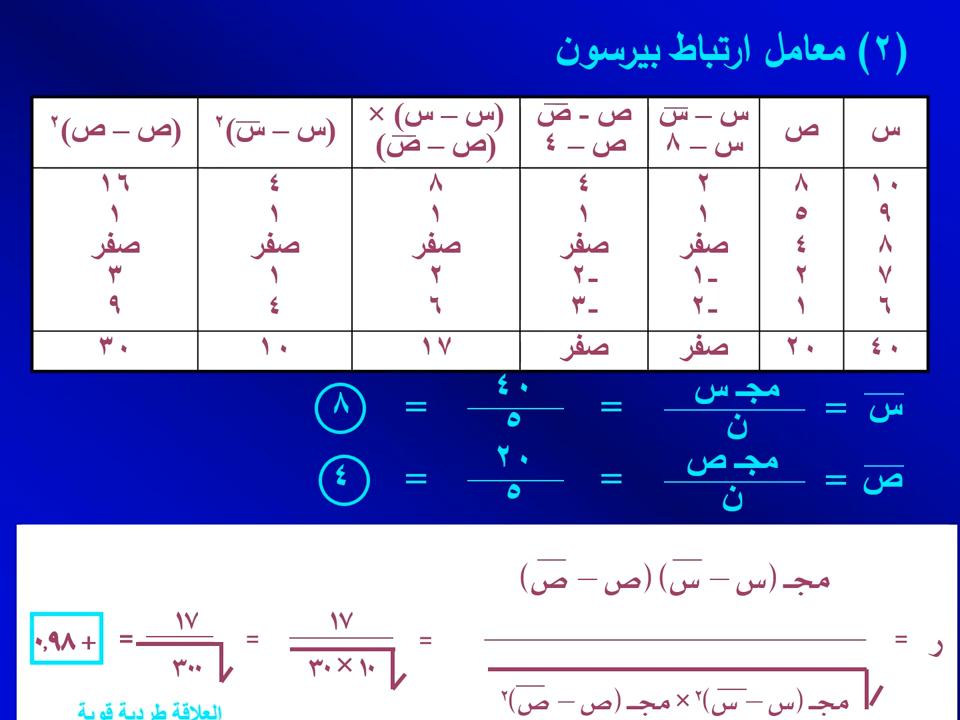 (٢) معامل ارتباط بيرسون
س | ص | س – س̅ س – ٨ | ص - ص̅ ص – ٤ | (س – س) × (ص – ص̅) | (س – س̅)٢ | (ص – ص)٢
١٠ | ٨ | ٢ | ٤ | ٨ | ٤ | ١٦
٩ | ٥ | ١ | ١ | ١ | ١ | ١
٨ | ٤ | صفر | صفر | صفر | صفر | صفر
٧ | ٢ | -١ | -٢ | ٢ | ١ | ٣
٦ | ١ | -٢ | -٣ | ٦ | ٤ | ٩
٤٠ | ٢٠ | صفر | صفر | ١٧ | ١٠ | ٣٠
س̅ = مجـ س / ن = ٤٠ / ٥ = ٨
ص̅ = مجـ ص / ن = ٢٠ / ٥ = ٤
ر = مجـ (س – س̅) (ص – ص̅) / √ مجـ (س – س̅)٢ × مجـ (ص – ص̅)٢ = ١٧ / √ ١٠ × ٣٠ = ١٧ / √ ٣٠٠ = + ٠,٩٨
العلاقة طردية قوية